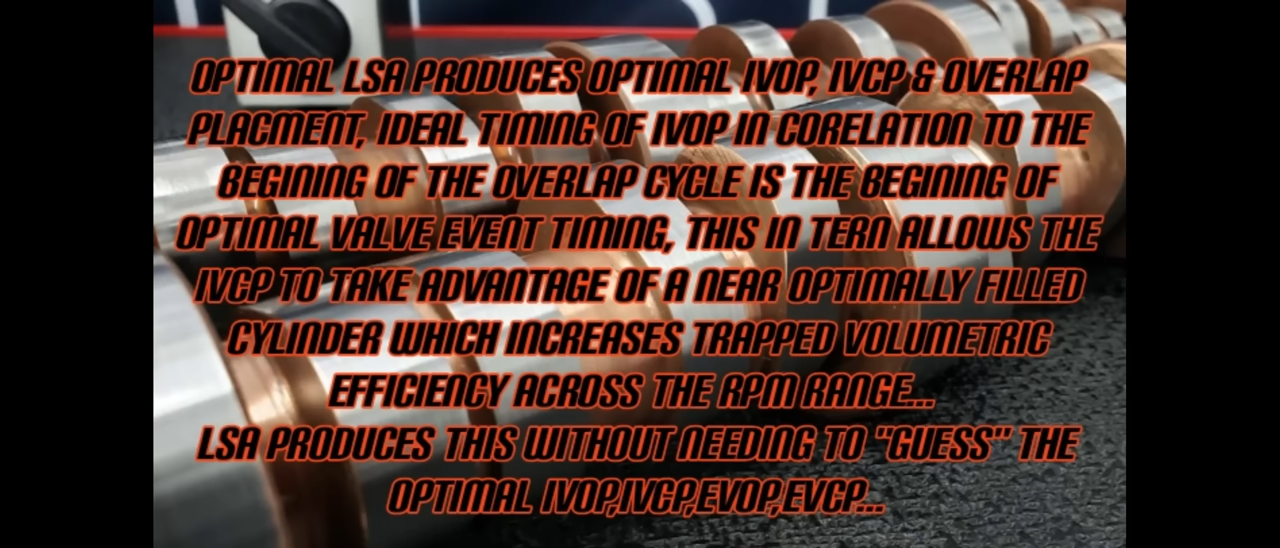 OPTIMAL LSA PRODUCES OPTIMAL IVOP, IVCP & OVERLAP
PLACMENT, IDEAL TIMING OF IVOP IN CORELATION TO THE
BEGINING OF THE OVERLAP CYCLE IS THE BEGINING OF
OPTIMAL VALVE EVENT TIMING, THIS IN TERN ALLOWS THE
IVCP TO TAKE ADVANTAGE OF A NEAR OPTIMALLY FILLED
CYLINDER WHICH INCREASES TRAPPED VOLUMETRIC
EFFICIENCY ACROSS THE RPM RANGE...
LSA PRODUCES THIS WITHOUT NEEDING TO "GUESS" THE
OPTIMAL IVOP,IVCP,EVOP,EVCP...